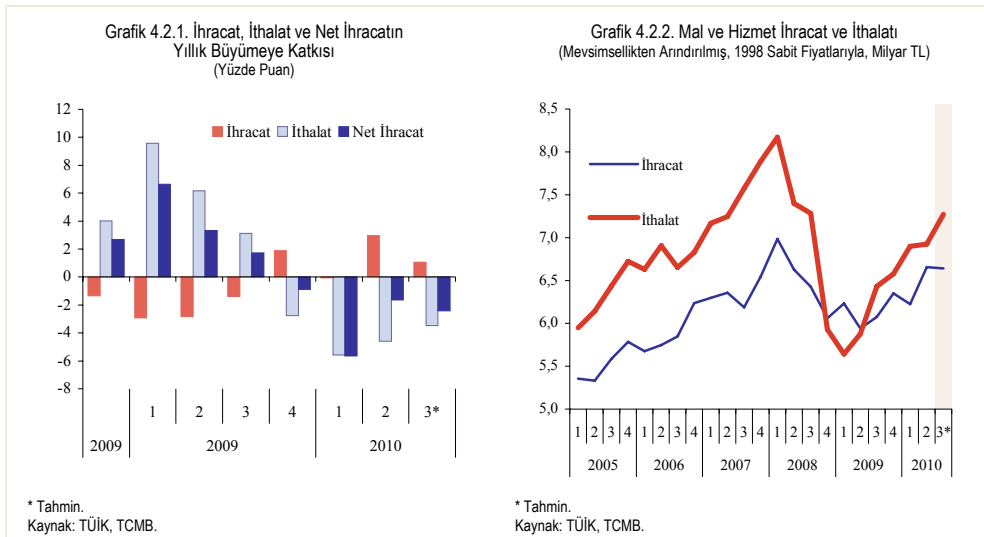 Grafik 4.2.1. İhracat, İthalat ve Net İhracatın
Yıllık Büyümeye Katkısı
(Yüzde Puan)
12
10
8
6
4
2
0
-2
-4
-6
-8
İhracat İthalat Net İhracat
1 2 3 4 1 2 3*
2009 2009 2010
* Tahmin.
Kaynak: TÜİK, TCMB.
Grafik 4.2.2. Mal ve Hizmet İhracat ve İthalatı
(Mevsimsellikten Arındırılmış, 1998 Sabit Fiyatlarıyla, Milyar TL)
8,5
8,0
7,5
7,0
6,5
6,0
5,5
5,0
İhracat
İthalat
1 2 3 4 1 2 3 4 1 2 3 4 1 2 3 4 1 2 3 4 1 2 3*
2005 2006 2007 2008 2009 2010
* Tahmin.
Kaynak: TÜİK, TCMB.